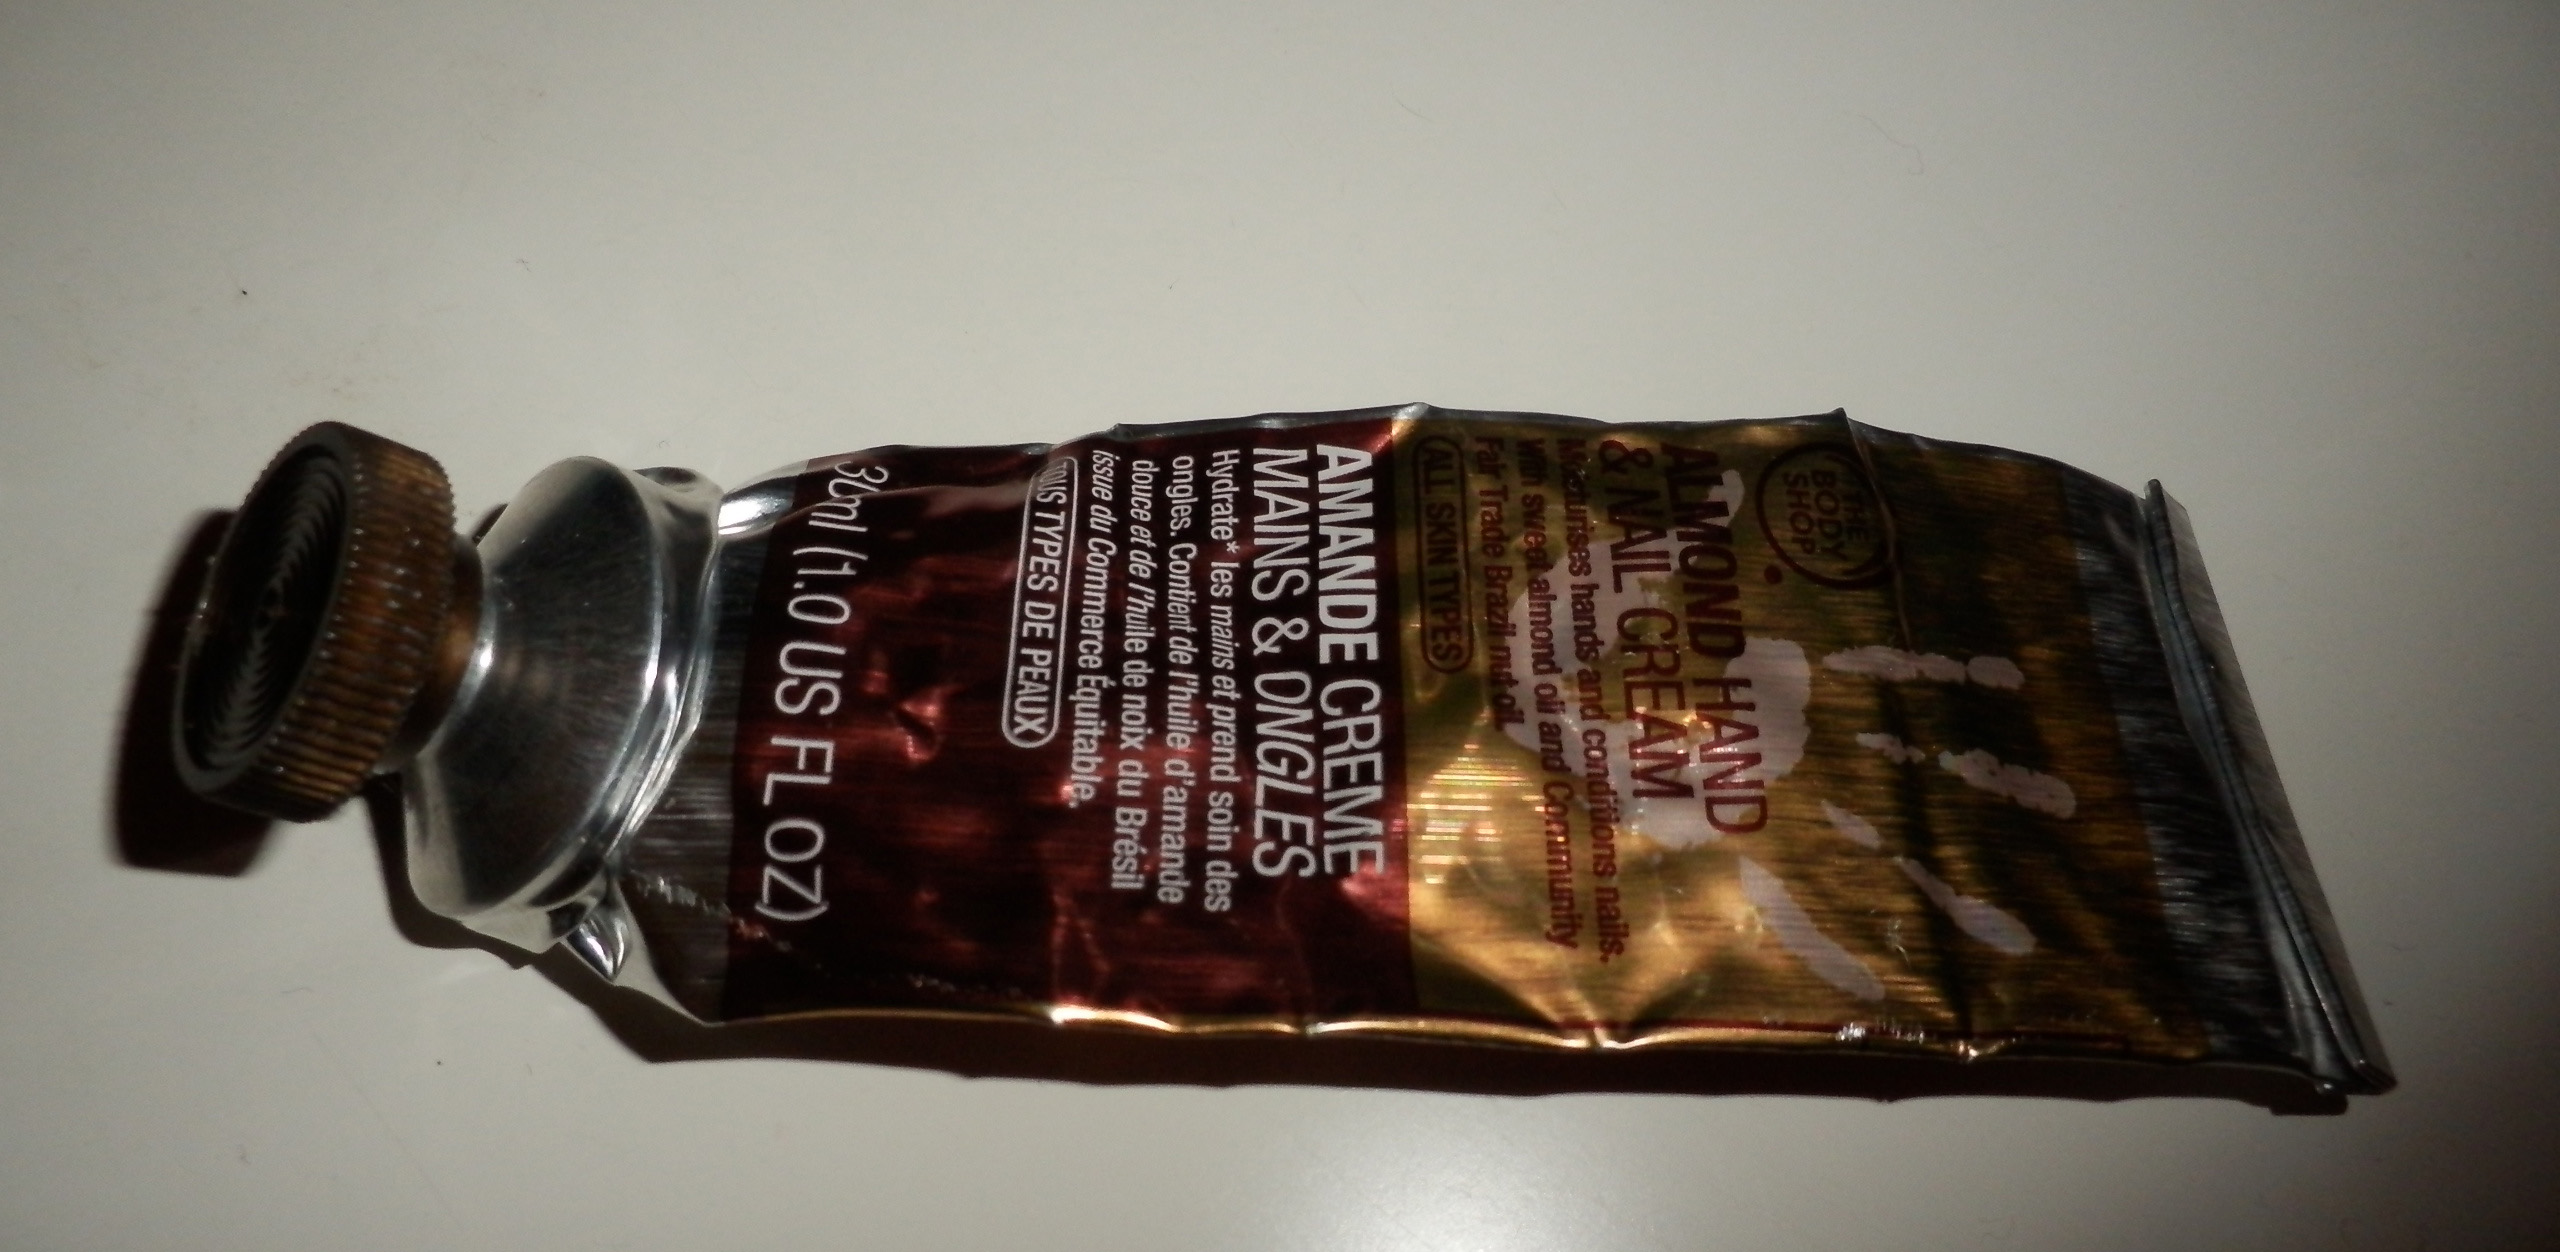 THE
BODY
SHOP
ALMOND HAND
& NAIL CREAM
Moisturises hands and conditions nails.
With sweet almond oil and Community
Fair Trade Brazil nut oil.
ALL SKIN TYPES
AMANDE CREME
MAINS & ONGLES
Hydrate* les mains et prend soin des
ongles. Contient de l'huile d'amande
douce et de l'huile de noix du Brésil
issue du Commerce Équitable.
TOUS TYPES DE PEAUX
30ml (1.0 US FL OZ)